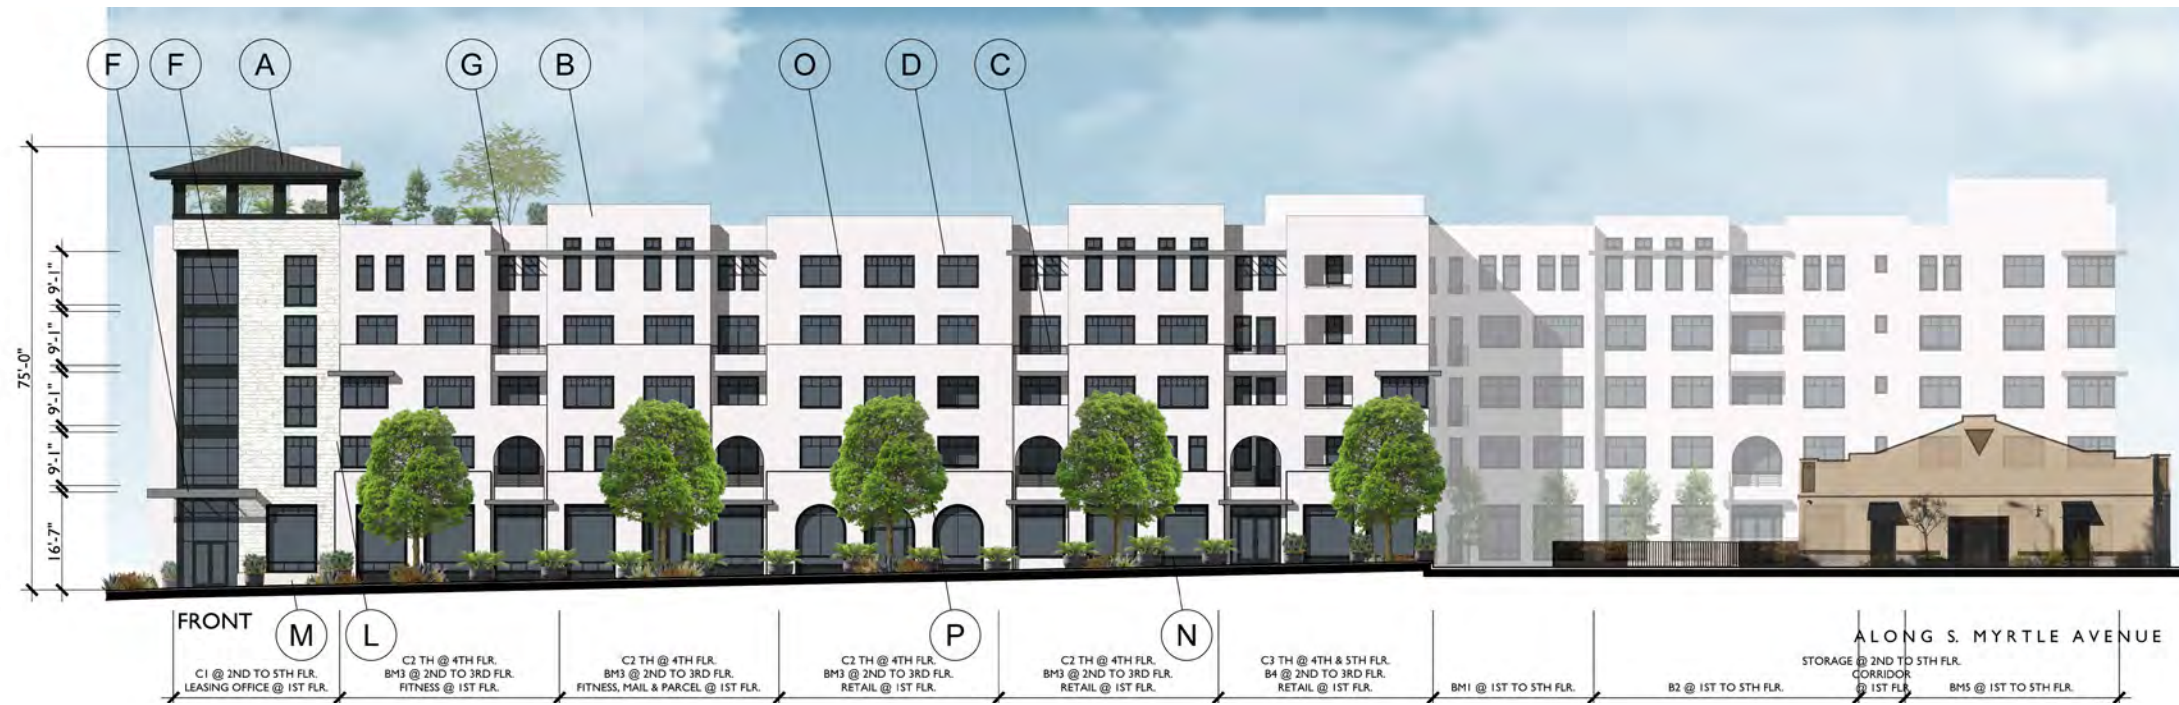 F
F
A
G
B
O
D
C
75'-0"
9'-1"
9'-1"
9'-1"
9'-1"
16'-7"
FRONT
M
L
P
N
ALONG S. MYRTLE AVENUE
C1 @ 2ND TO 5TH FLR.
LEASING OFFICE @ 1ST FLR.
C2 TH @ 4TH FLR.
BM3 @ 2ND TO 3RD FLR.
FITNESS @ 1ST FLR.
C2 TH @ 4TH FLR.
BM3 @ 2ND TO 3RD FLR.
FITNESS, MAIL & PARCEL @ 1ST FLR.
C2 TH @ 4TH FLR.
BM3 @ 2ND TO 3RD FLR.
RETAIL @ 1ST FLR.
C2 TH @ 4TH FLR.
BM3 @ 2ND TO 3RD FLR.
RETAIL @ 1ST FLR.
C3 TH @ 4TH & 5TH FLR.
B4 @ 2ND TO 3RD FLR.
RETAIL @ 1ST FLR.
BM1 @ 1ST TO 5TH FLR.
B2 @ 1ST TO 5TH FLR.
STORAGE @ 2ND TO 5TH FLR.
CORRIDOR
@ 1ST FLR.
BM5 @ 1ST TO 5TH FLR.